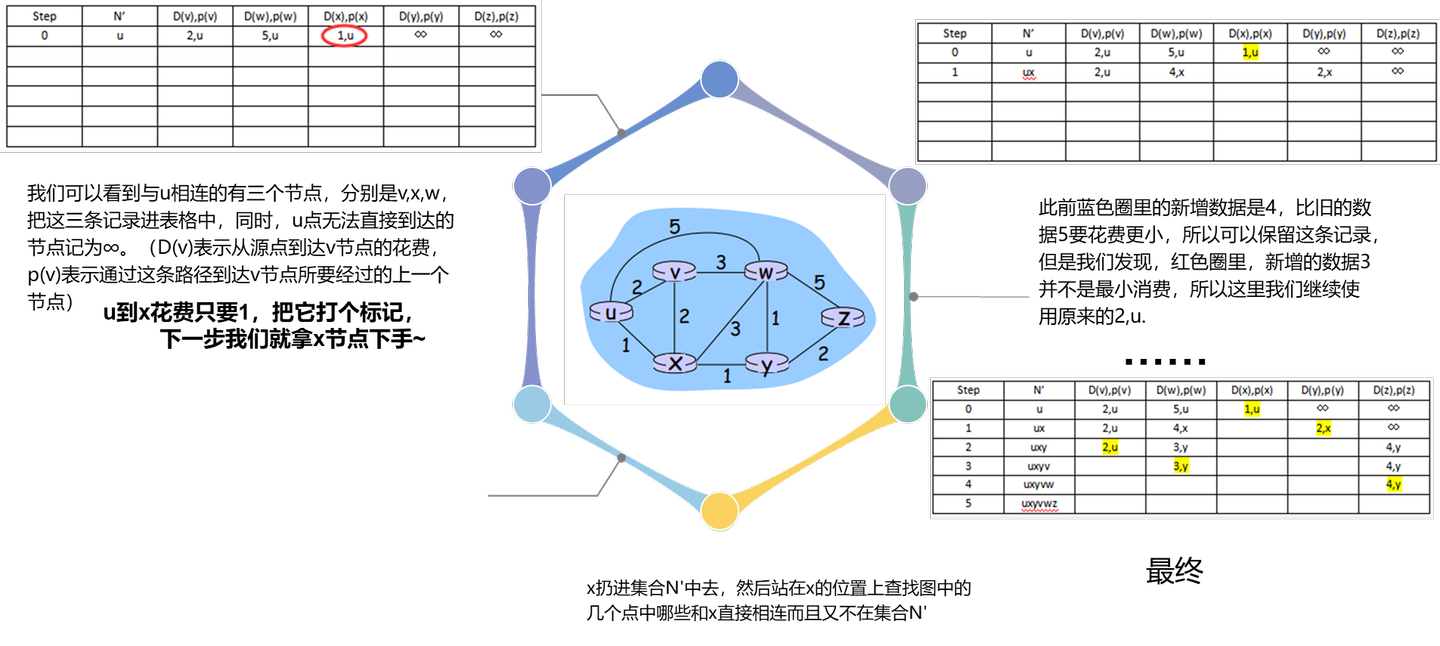 Step N' D(v),p(v) D(w),p(w) D(x),p(x) D(y),p(y) D(z),p(z)
0 u 2,u 5,u 1,u ∞ ∞
我们可以看到与u相连的有三个节点，分别是v,x,w，
把这三条记录进表格中，同时，u点无法直接到达的
节点记为∞。（D(v)表示从源点到达v节点的花费，
p(v)表示通过这条路径到达v节点所要经过的上一个
节点）
u到x花费只要1，把它打个标记，
下一步我们就拿x节点下手~
5
v 3 w
2 5
u 2 3 1 z
1 2
x 1 y
x扔进集合N'中去，然后站在x的位置上查找图中的
几个点中哪些和x直接相连而且又不在集合N'
Step N' D(v),p(v) D(w),p(w) D(x),p(x) D(y),p(y) D(z),p(z)
0 u 2,u 5,u 1,u ∞ ∞
1 ux 2,u 4,x 2,x ∞
此前蓝色圈里的新增数据是4，比旧的数
据5要花费更小，所以可以保留这条记录，
但是我们发现，红色圈里，新增的数据3
并不是最小消费，所以这里我们继续使
用原来的2,u.
······
Step N' D(v),p(v) D(w),p(w) D(x),p(x) D(y),p(y) D(z),p(z)
0 u 2,u 5,u 1,u ∞ ∞
1 ux 2,u 4,x 2,x ∞
2 uxy 2,u 3,y 4,y
3 uxyv 3,y 4,y
4 uxyvw 4,y
5 uxyvwz
最终